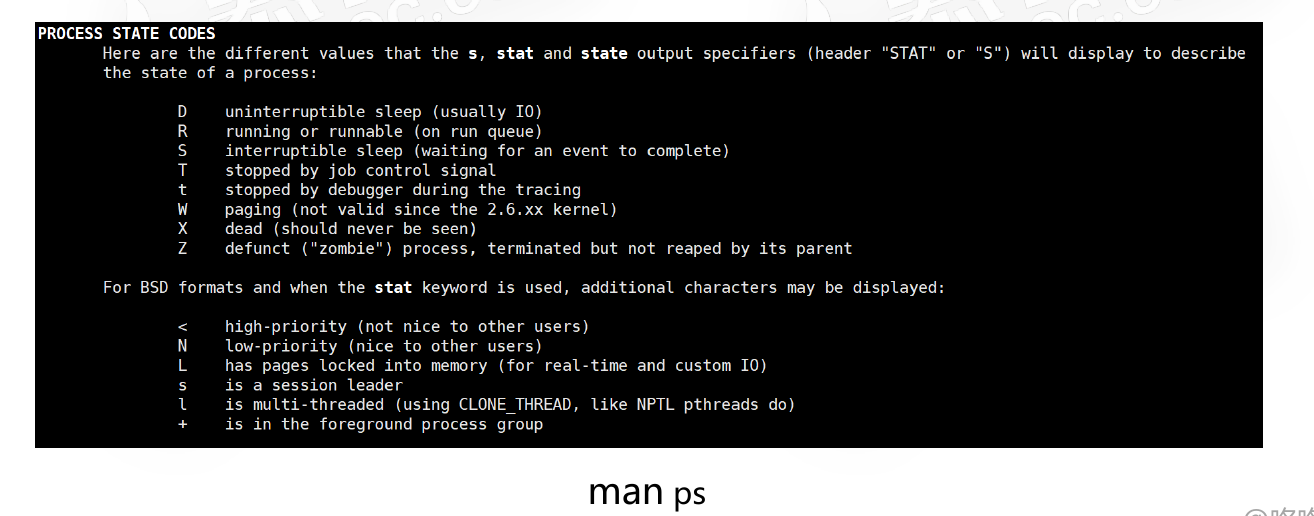 PROCESS STATE CODES
Here are the different values that the s, stat and state output specifiers (header "STAT" or "S") will display to describe
the state of a process:
D uninterruptible sleep (usually IO)
R running or runnable (on run queue)
S interruptible sleep (waiting for an event to complete)
T stopped by job control signal
t stopped by debugger during the tracing
W paging (not valid since the 2.6.xx kernel)
X dead (should never be seen)
Z defunct ("zombie") process, terminated but not reaped by its parent
For BSD formats and when the stat keyword is used, additional characters may be displayed:
< high-priority (not nice to other users)
N low-priority (nice to other users)
L has pages locked into memory (for real-time and custom IO)
s is a session leader
l is multi-threaded (using CLONE_THREAD, like NPTL pthreads do)
+ is in the foreground process group
man ps